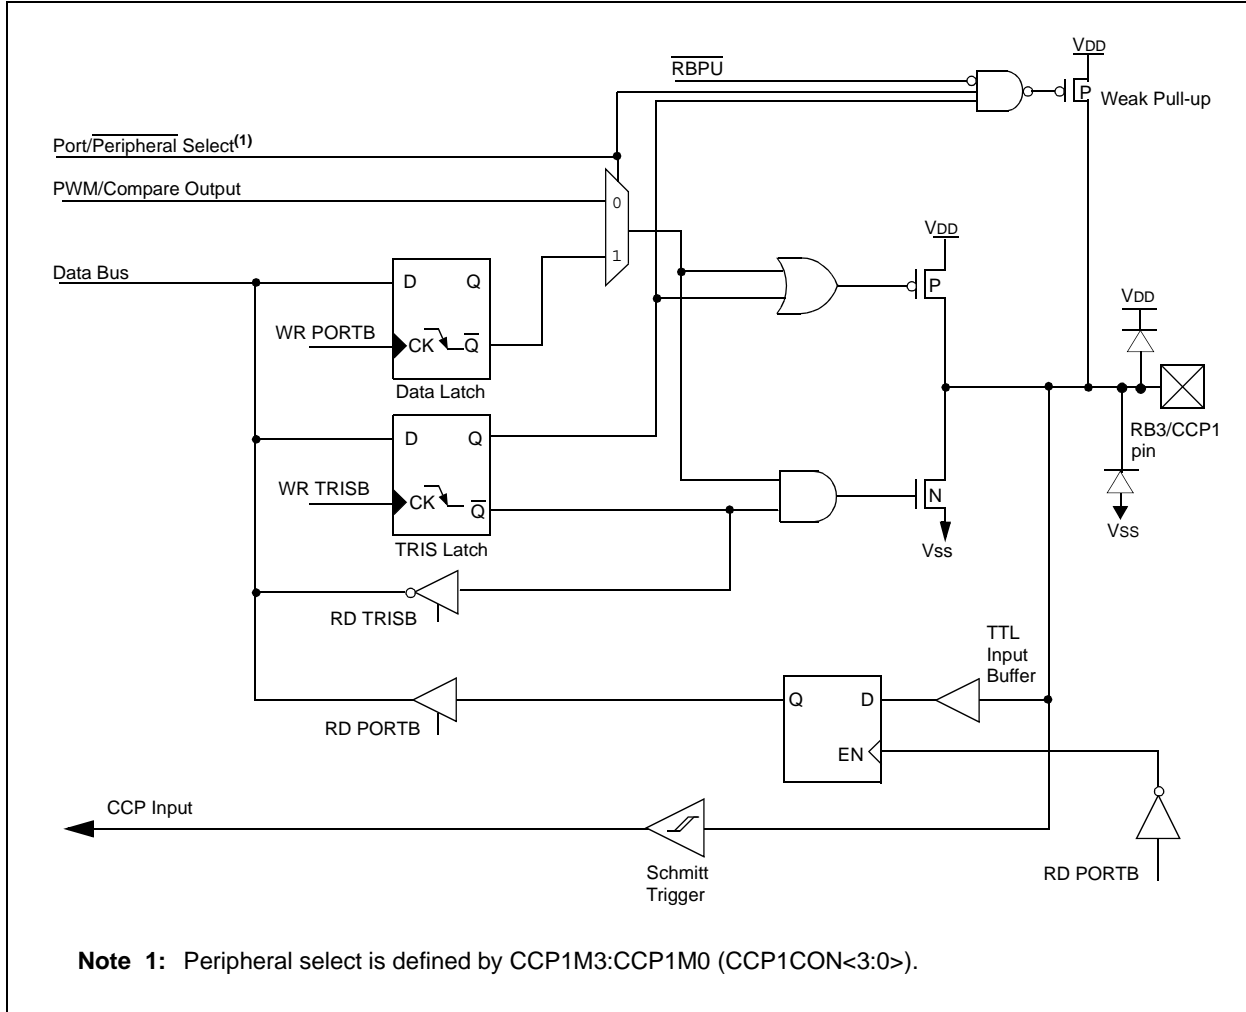 VDD
RBPU
P
Weak Pull-up
Port/Peripheral Select(1)
PWM/Compare Output
0
VDD
1
Data Bus
D Q
P
VDD
WR PORTB
CK Q
Data Latch
D Q
RB3/CCP1
pin
WR TRISB
CK Q
N
TRIS Latch
Vss
VSS
RD TRISB
TTL
Input
Buffer
Q D
RD PORTB
EN
CCP Input
Schmitt
Trigger
RD PORTB
Note 1: Peripheral select is defined by CCP1M3:CCP1M0 (CCP1CON<3:0>).